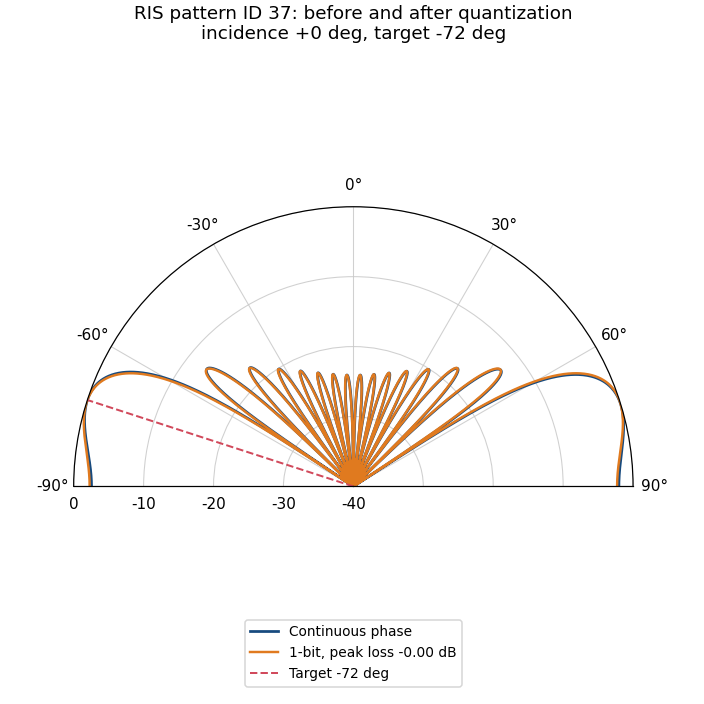 RIS pattern ID 37: before and after quantization
incidence +0 deg, target -72 deg
0°
-30°
30°
-60°
60°
-90°
90°
0
-10
-20
-30
-40
Continuous phase
1-bit, peak loss -0.00 dB
Target -72 deg